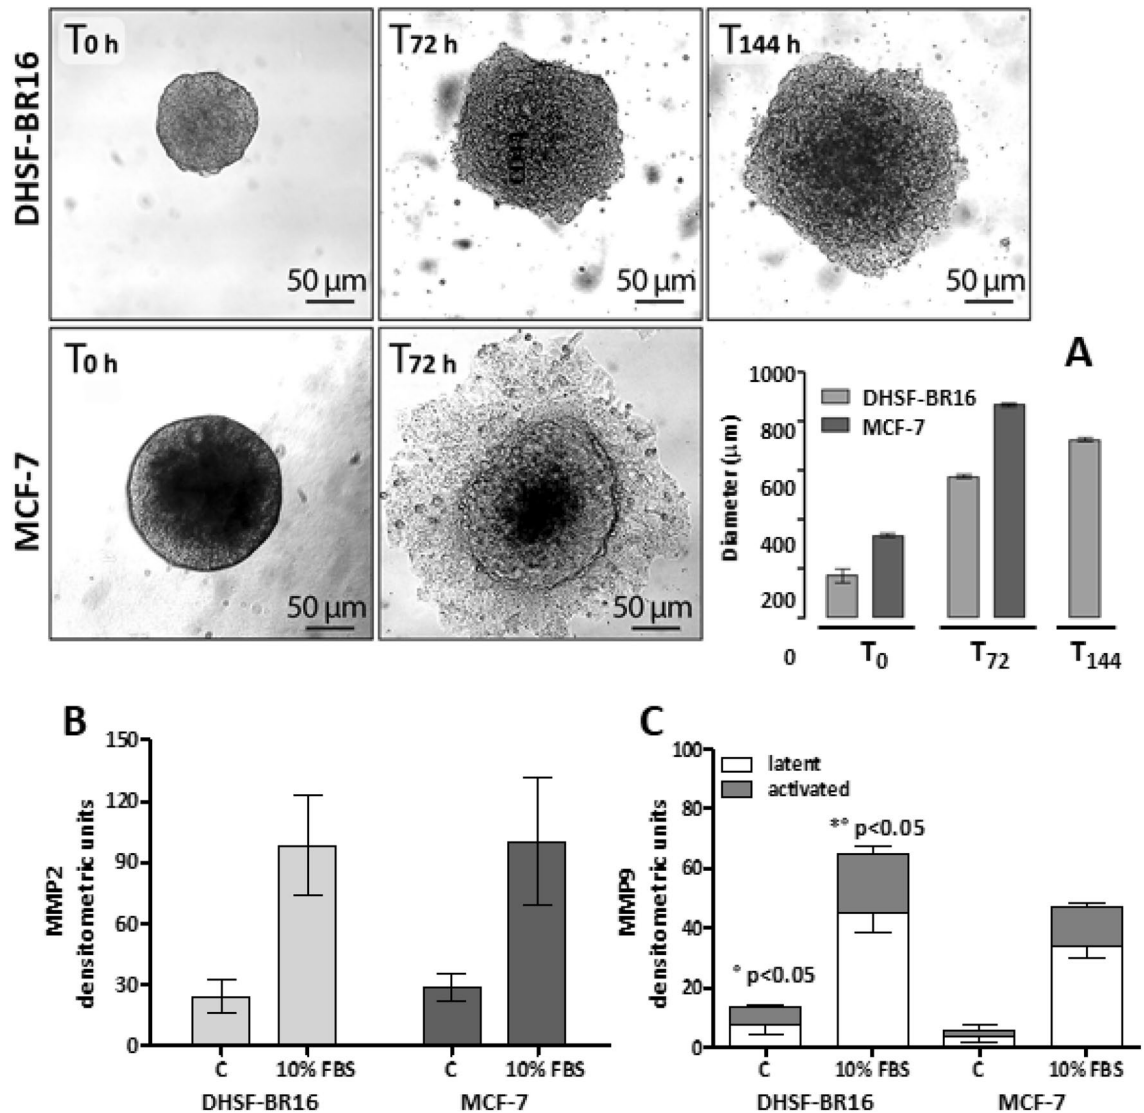 DHSF-BR16
T0 h
50 µm
T72 h
50 µm
T144 h
50 µm
MCF-7
T0 h
50 µm
T72 h
50 µm
A
Diameter (µm)
1000
800
600
400
200
0
DHSF-BR16
MCF-7
T0
T72
T144
B
MMP2
densitometric units
150
120
90
60
30
0
C
10% FBS
C
10% FBS
DHSF-BR16
MCF-7
C
MMP9
densitometric units
100
80
60
40
20
0
latent
activated
° p<0.05
*° p<0.05
C
10% FBS
C
10% FBS
DHSF-BR16
MCF-7